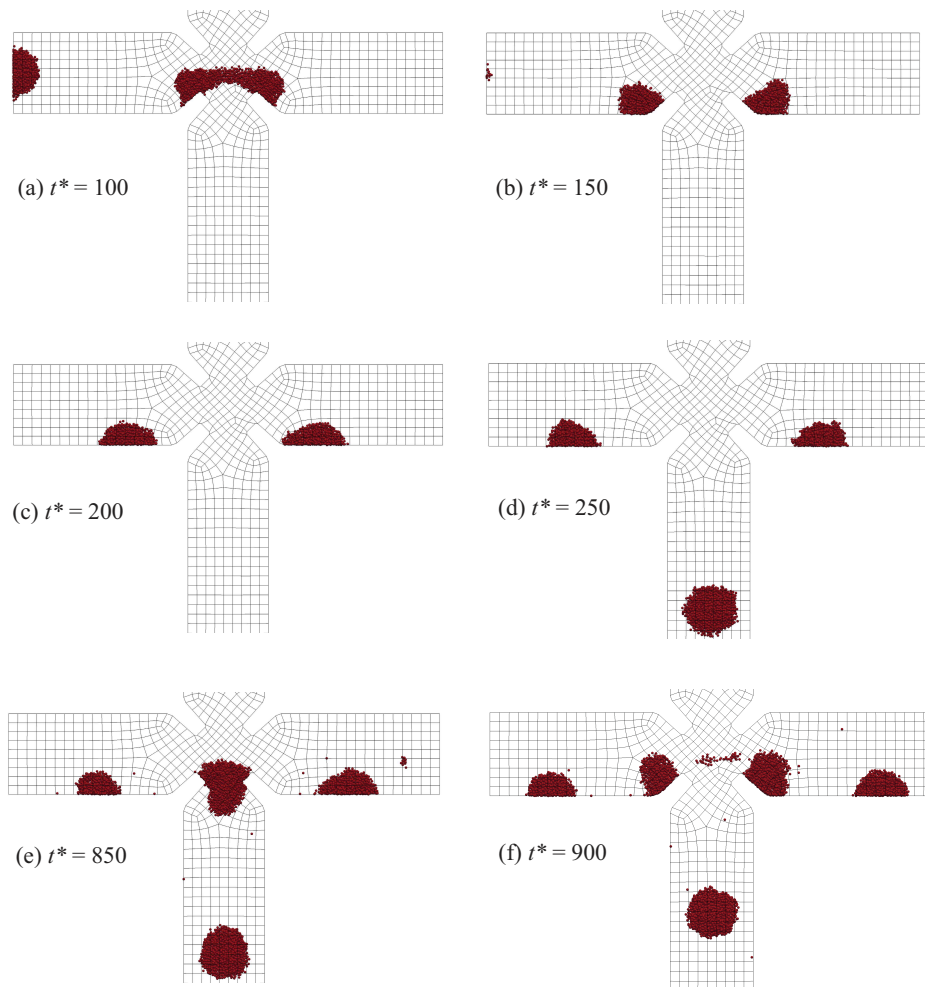 (a) t* = 100
(b) t* = 150
(c) t* = 200
(d) t* = 250
(e) t* = 850
(f) t* = 900